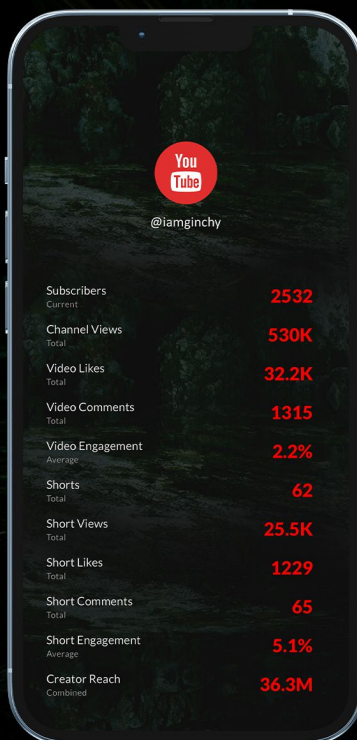 You
Tube
@iamginchy
Subscribers
Current
2532
Channel Views
Total
530K
Video Likes
Total
32.2K
Video Comments
Total
1315
Video Engagement
Average
2.2%
Shorts
Total
62
Short Views
Total
25.5K
Short Likes
Total
1229
Short Comments
Total
65
Short Engagement
Average
5.1%
Creator Reach
Combined
36.3M